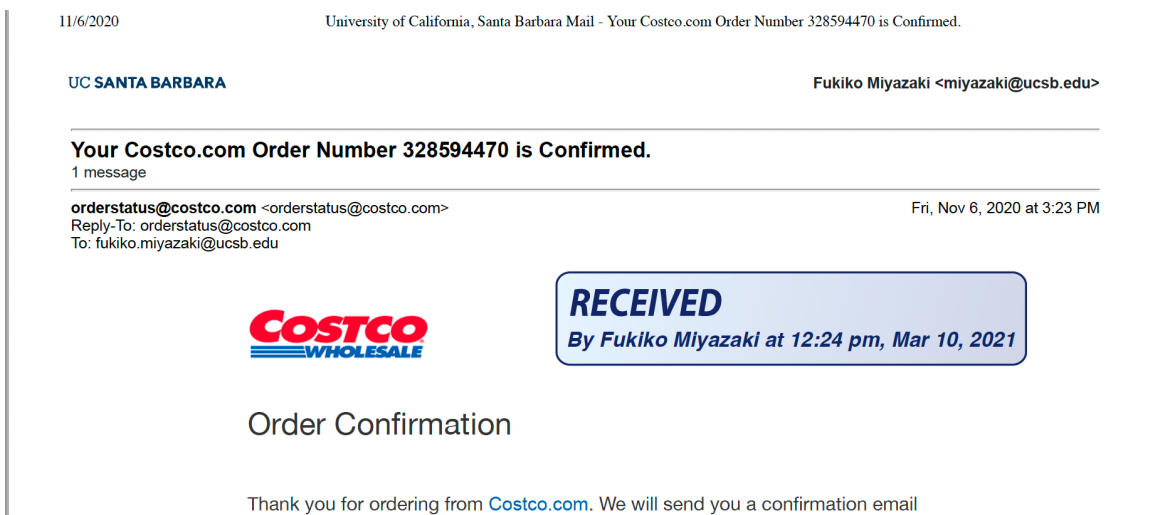 11/6/2020 University of California, Santa Barbara Mail - Your Costco.com Order Number 328594470 is Confirmed.
UC SANTA BARBARA Fukiko Miyazaki <miyazaki@ucsb.edu>
Your Costco.com Order Number 328594470 is Confirmed.
1 message
orderstatus@costco.com <orderstatus@costco.com> Fri, Nov 6, 2020 at 3:23 PM
Reply-To: orderstatus@costco.com
To: fukiko.miyazaki@ucsb.edu
COSTCO
WHOLESALE
RECEIVED
By Fukiko Miyazaki at 12:24 pm, Mar 10, 2021
Order Confirmation
Thank you for ordering from Costco.com. We will send you a confirmation email